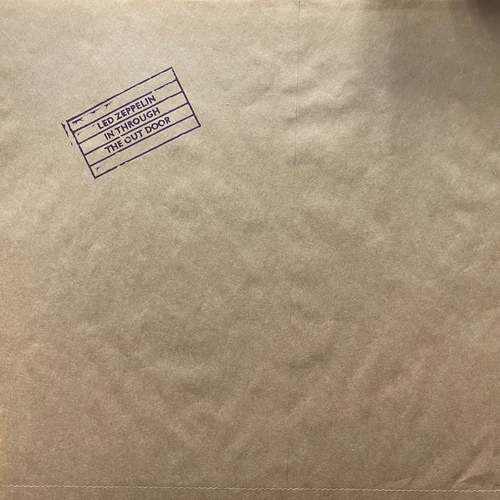 LED ZEPPELIN
IN THROUGH
THE OUT DOOR